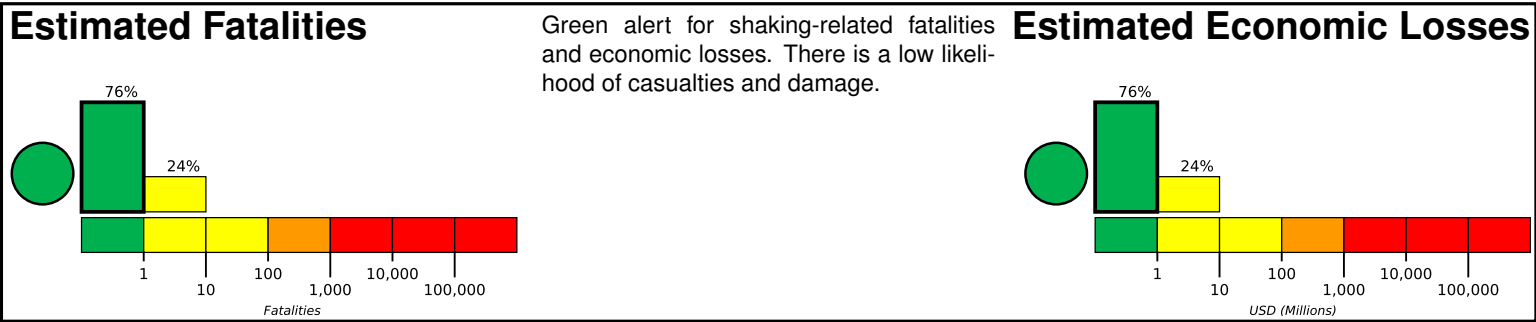 Estimated Fatalities
76%
24%
1
10
100
1,000
10,000
100,000
Fatalities
Green alert for shaking-related fatalities
and economic losses. There is a low likeli-
hood of casualties and damage.
Estimated Economic Losses
76%
24%
1
10
100
1,000
10,000
100,000
USD (Millions)